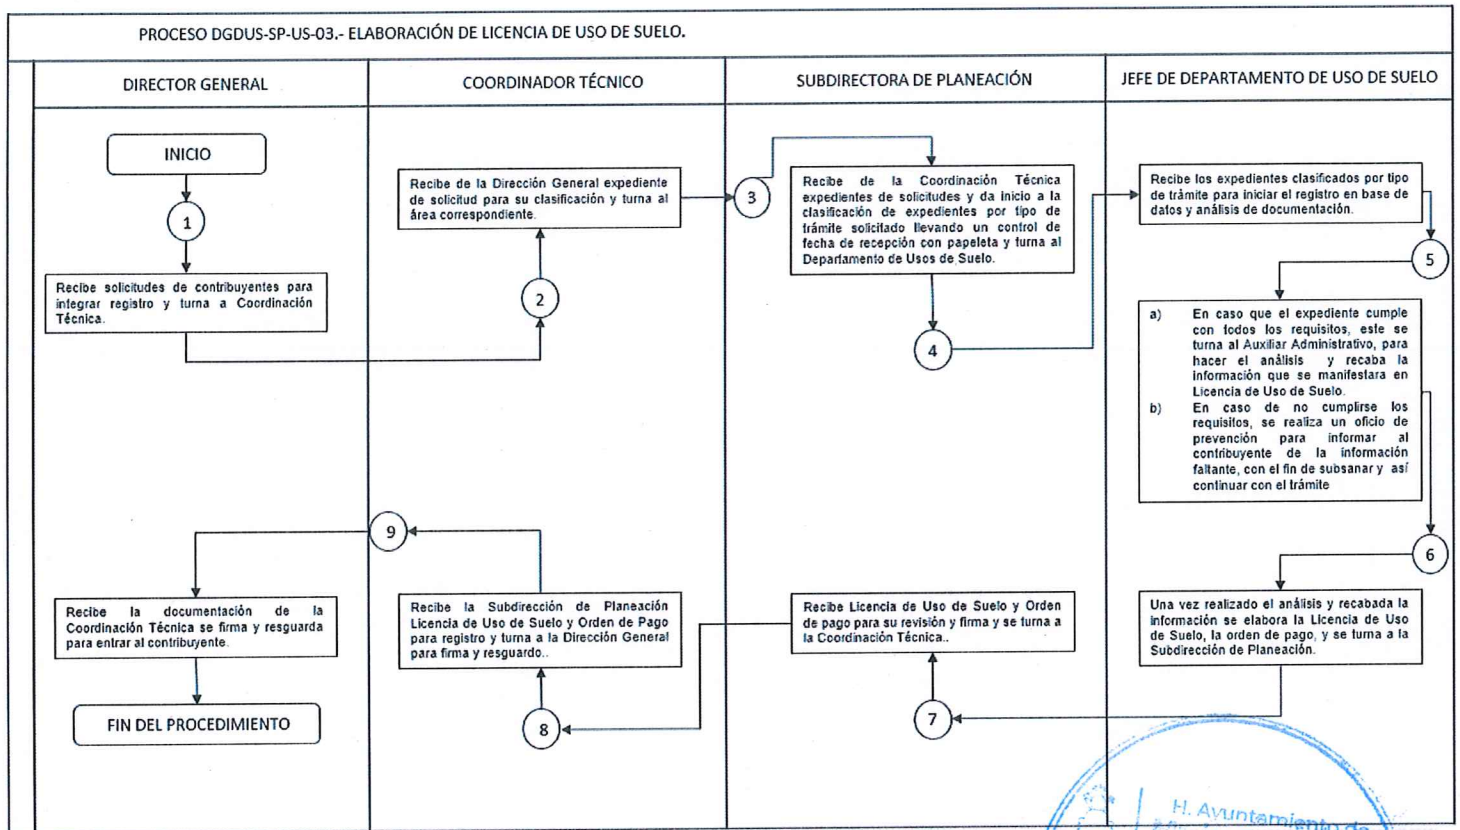 PROCESO DGDUS-SP-US-03.- ELABORACIÓN DE LICENCIA DE USO DE SUELO.
DIRECTOR GENERAL
COORDINADOR TÉCNICO
SUBDIRECTORA DE PLANEACIÓN
JEFE DE DEPARTAMENTO DE USO DE SUELO
INICIO
1
Recibe solicitudes de contribuyentes para
integrar registro y turna a Coordinación
Técnica.
Recibe de la Dirección General expediente
de solicitud para su clasificación y turna al
área correspondiente.
2
3
Recibe de la Coordinación Técnica
expedientes de solicitudes y da inicio a la
clasificación de expedientes por tipo de
trámite solicitado llevando un control de
fecha de recepción con papeleta y turna al
Departamento de Usos de Suelo.
4
Recibe los expedientes clasificados por tipo
de trámite para iniciar el registro en base de
datos y análisis de documentación.
5
a) En caso que el expediente cumple
con todos los requisitos, este se
turna al Auxiliar Administrativo, para
hacer el análisis y recaba la
información que se manifestara en
Licencia de Uso de Suelo.
b) En caso de no cumplirse los
requisitos, se realiza un oficio de
prevención para informar al
contribuyente de la información
faltante, con el fin de subsanar y así
continuar con el trámite
6
Una vez realizado el análisis y recabada la
información se elabora la Licencia de Uso
de Suelo, la orden de pago, y se turna a la
Subdirección de Planeación.
7
Recibe Licencia de Uso de Suelo y Orden
de pago para su revisión y firma y se turna a
la Coordinación Técnica..
8
Recibe la Subdirección de Planeación
Licencia de Uso de Suelo y Orden de Pago
para registro y turna a la Dirección General
para firma y resguardo..
9
Recibe la documentación de la
Coordinación Técnica se firma y resguarda
para entrar al contribuyente.
FIN DEL PROCEDIMIENTO
H. Ayuntamiento de